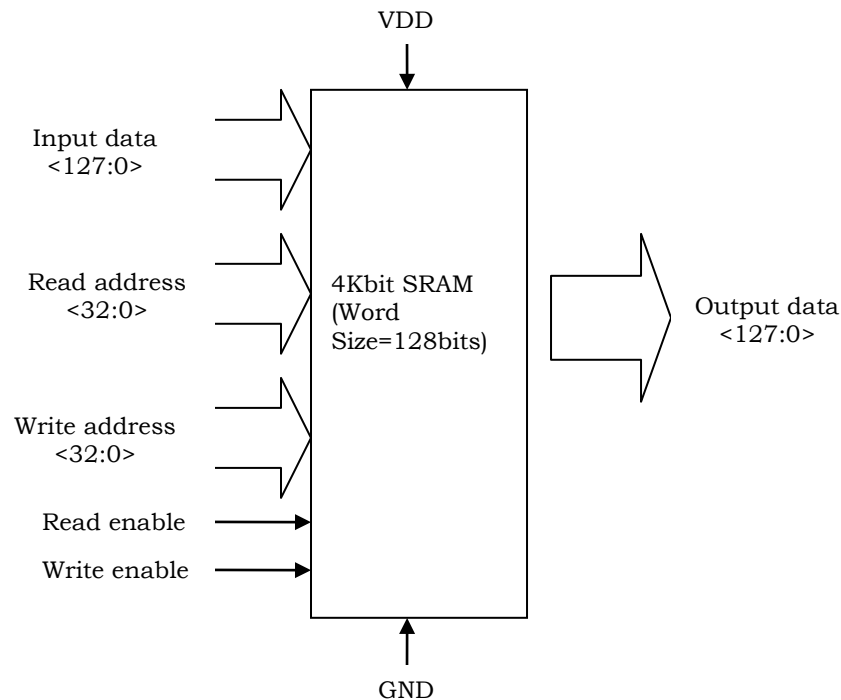 VDD
Input data
<127:0>
Read address
<32:0>
4Kbit SRAM
(Word
Size=128bits)
Output data
<127:0>
Write address
<32:0>
Read enable
Write enable
GND